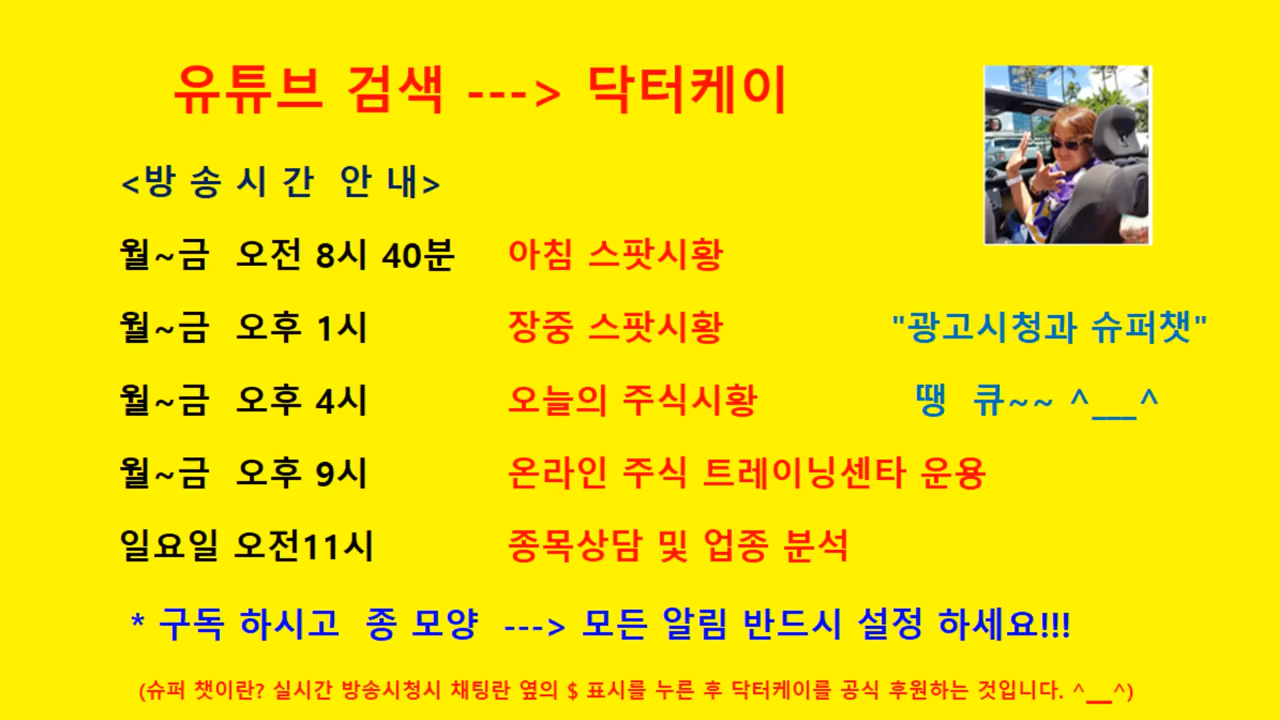 유튜브 검색 ---> 닥터케이
<방 송 시 간 안 내>
월~금 오전 8시 40분 아침 스팟시황
월~금 오후 1시 장중 스팟시황 "광고시청과 슈퍼챗"
월~금 오후 4시 오늘의 주식시황 땡 큐~~ ^___^
월~금 오후 9시 온라인 주식 트레이닝센타 운용
일요일 오전11시 종목상담 및 업종 분석
* 구독 하시고 종 모양 ---> 모든 알림 반드시 설정 하세요!!!
(슈퍼 챗이란? 실시간 방송시청시 채팅란 옆의 $ 표시를 누른 후 닥터케이를 공식 후원하는 것입니다. ^__^)